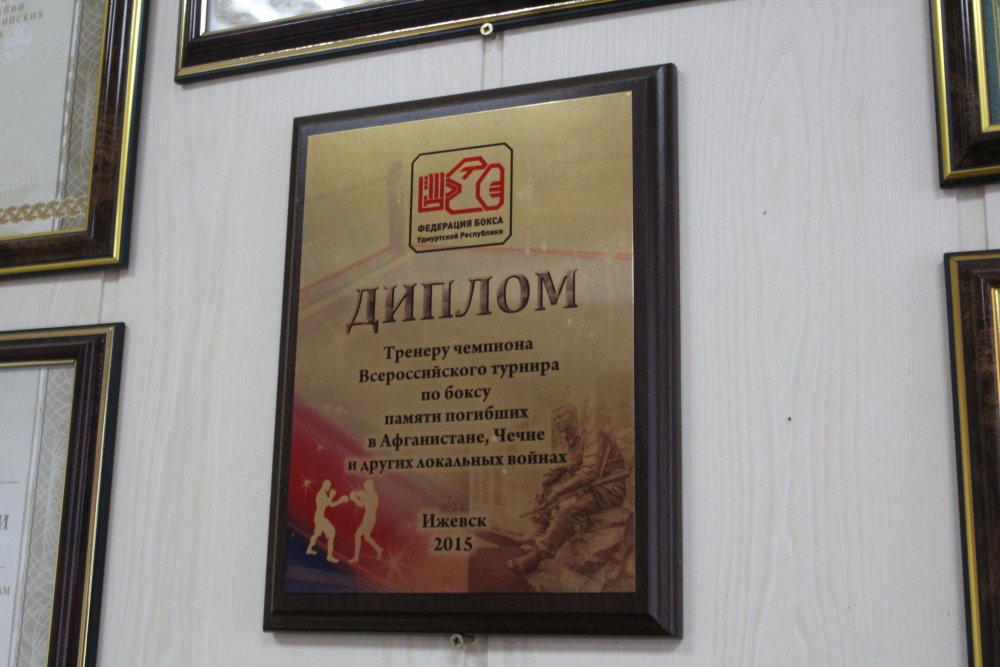 ФЕДЕРАЦИЯ БОКСА
Удмуртской Республики
ДИПЛОМ
Тренеру чемпиона
Всероссийского турнира
по боксу
памяти погибших
в Афганистане, Чечне
и других локальных войнах
Ижевск
2015